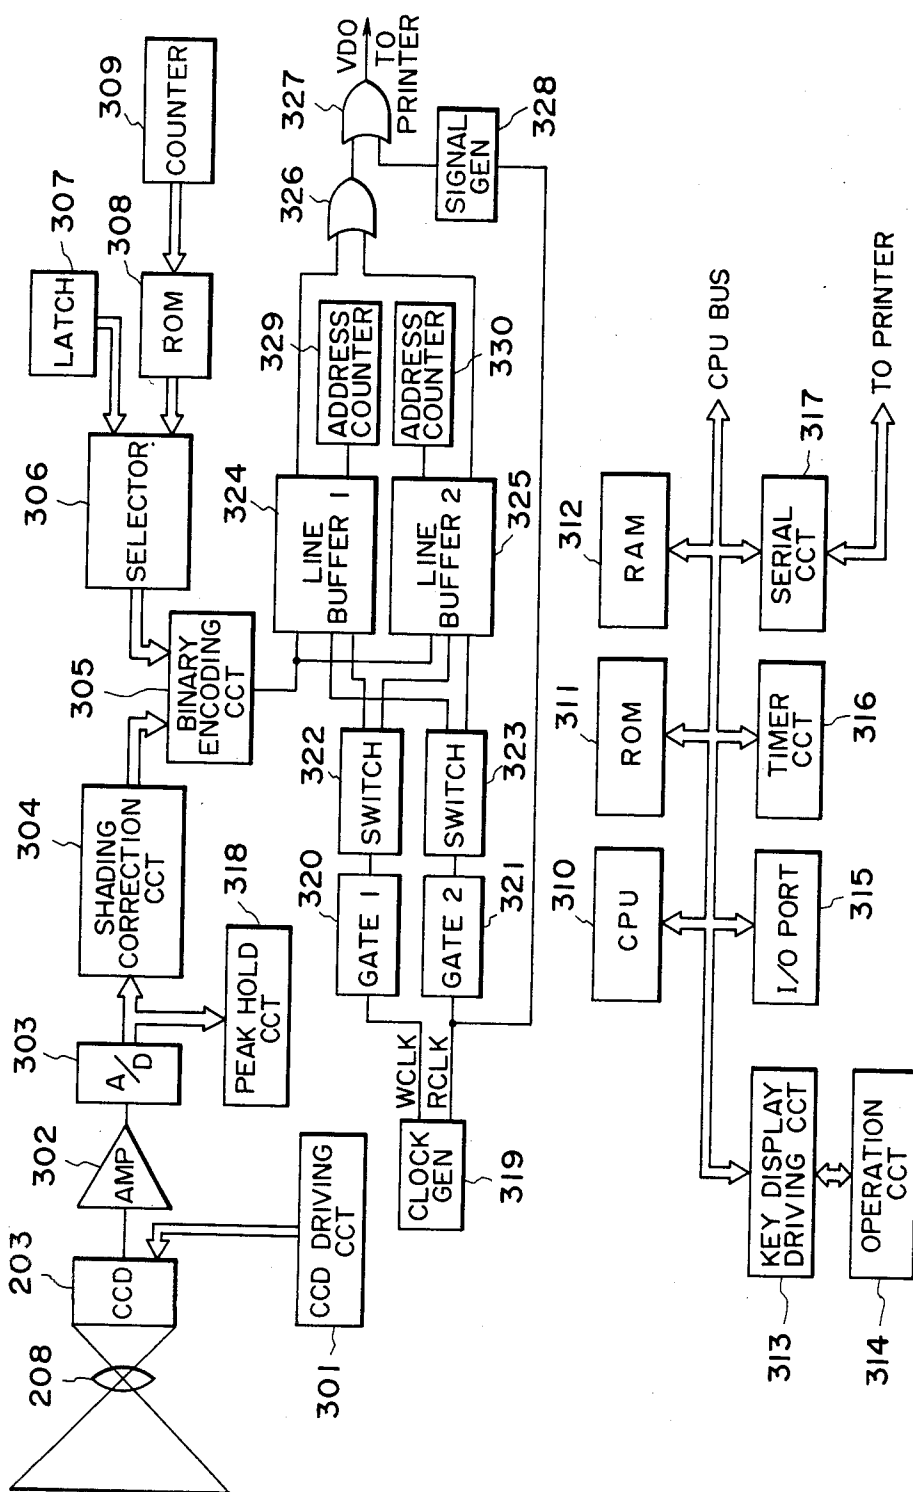 208
203
CCD
302
AMP
303
A/D
304
SHADING
CORRECTION
CCT
305
BINARY
ENCODING
CCT
306
SELECTOR
307
LATCH
308
ROM
309
COUNTER
301
CCD DRIVING
CCT
318
PEAK HOLD
CCT
319
CLOCK
GEN
WCLK
RCLK
320
GATE 1
321
GATE 2
322
SWITCH
323
SWITCH
324
LINE
BUFFER 1
325
LINE
BUFFER 2
329
ADDRESS
COUNTER
330
ADDRESS
COUNTER
326
327
VDO
TO
PRINTER
328
SIGNAL
GEN
310
CPU
311
ROM
312
RAM
CPU BUS
313
KEY DISPLAY
DRIVING CCT
314
OPERATION
CCT
315
I/O PORT
316
TIMER
CCT
317
SERIAL
CCT
TO PRINTER